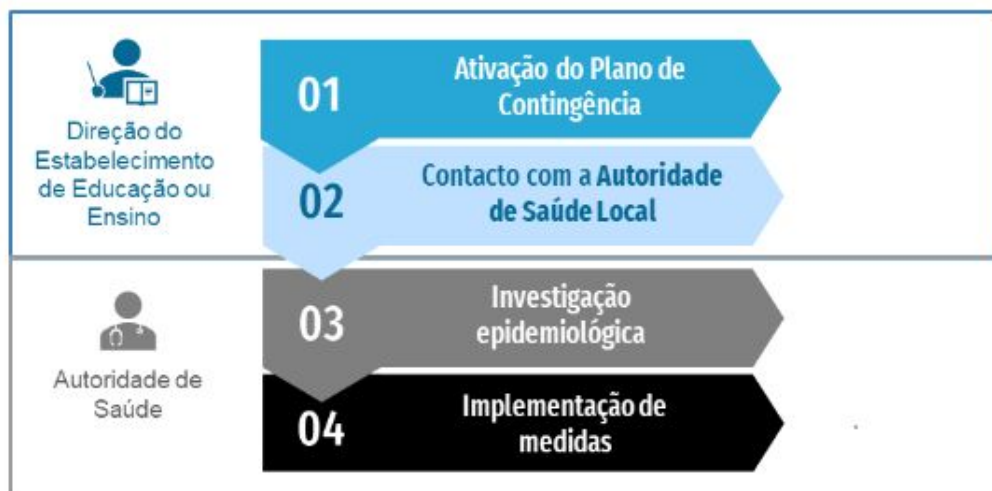 Direção do
Estabelecimento
de Educação ou
Ensino
01
Ativação do Plano de
Contingência
02
Contacto com a Autoridade
de Saúde Local
Autoridade de
Saúde
03
Investigação
epidemiológica
04
Implementação de
medidas